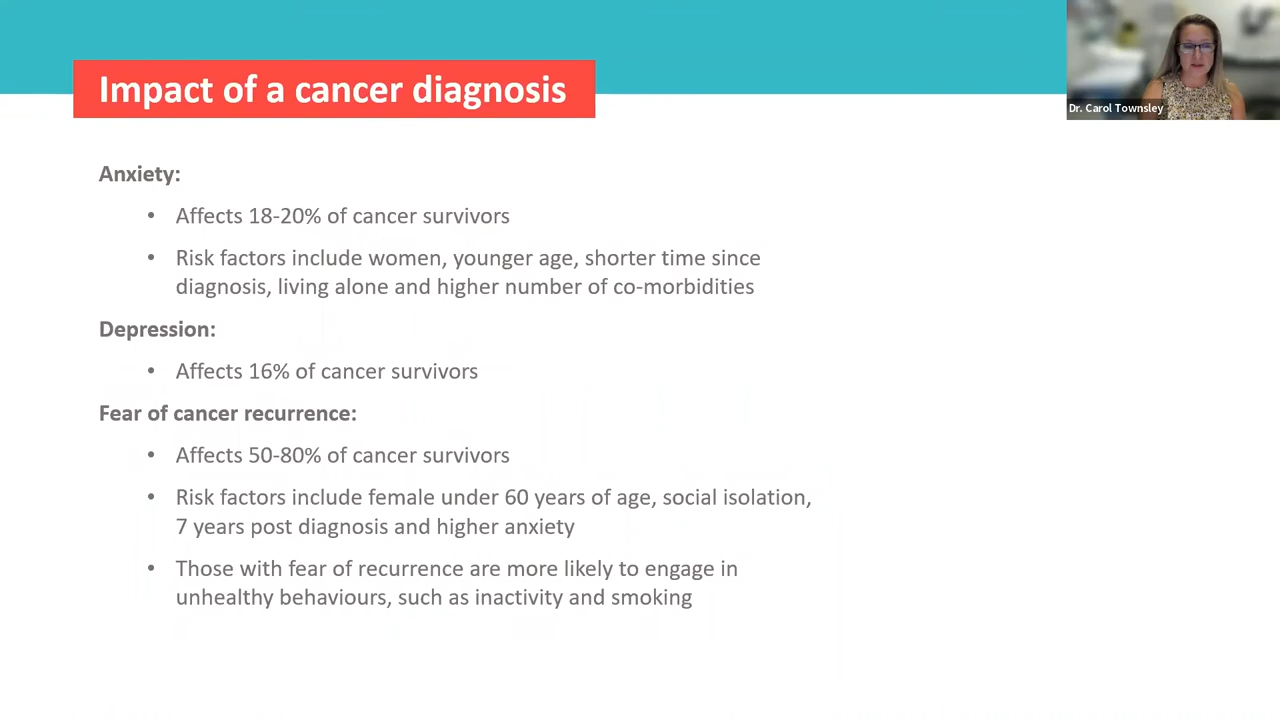 Impact of a cancer diagnosis
Dr. Carol Townsley
Anxiety:
• Affects 18-20% of cancer survivors
• Risk factors include women, younger age, shorter time since
diagnosis, living alone and higher number of co-morbidities
Depression:
• Affects 16% of cancer survivors
Fear of cancer recurrence:
• Affects 50-80% of cancer survivors
• Risk factors include female under 60 years of age, social isolation,
7 years post diagnosis and higher anxiety
• Those with fear of recurrence are more likely to engage in
unhealthy behaviours, such as inactivity and smoking